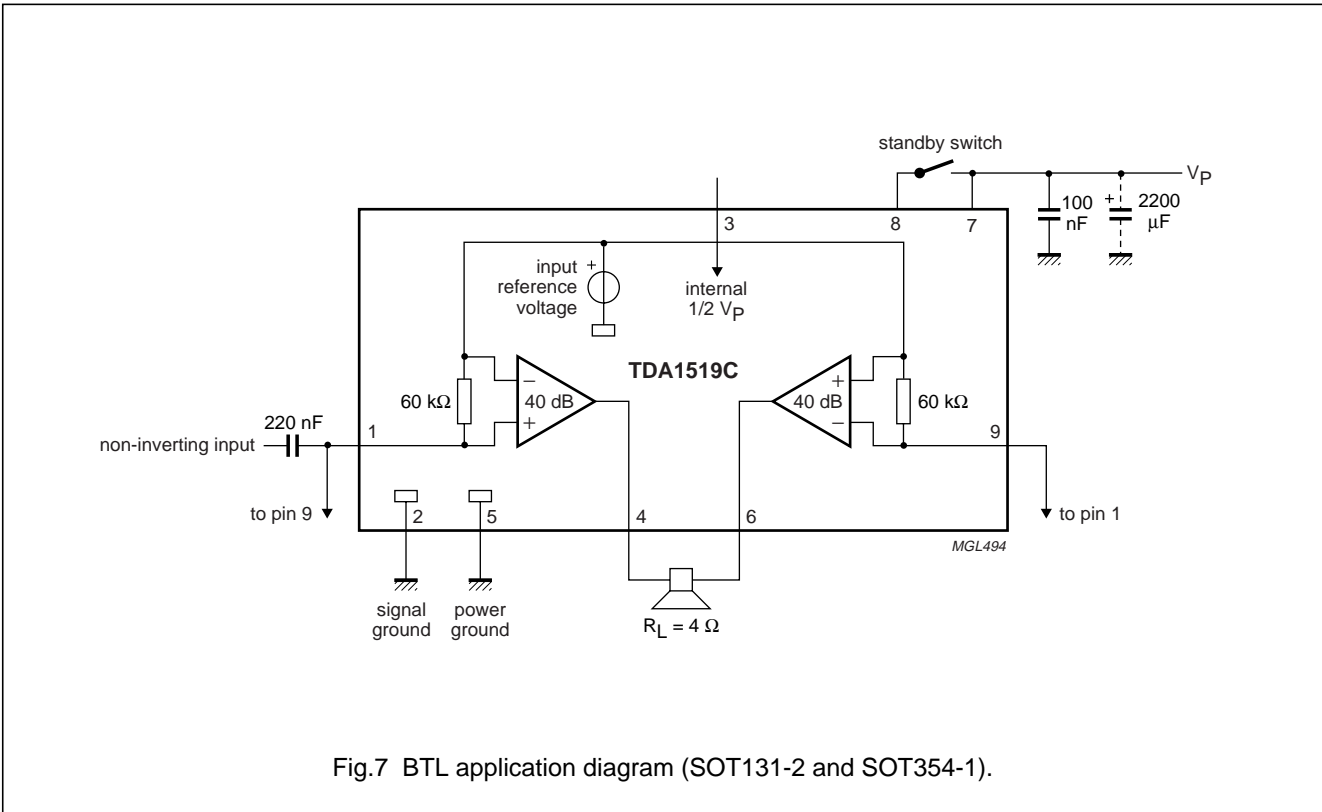 standby switch
V_P
100
nF
+
2200
μF
8
7
3
input
reference
voltage
+
internal
1/2 V_P
TDA1519C
60 kΩ
−
40 dB
+
+
40 dB
−
60 kΩ
220 nF
non-inverting input
1
9
to pin 9
2
5
4
6
to pin 1
MGL494
signal
ground
power
ground
R_L = 4 Ω
Fig.7 BTL application diagram (SOT131-2 and SOT354-1).